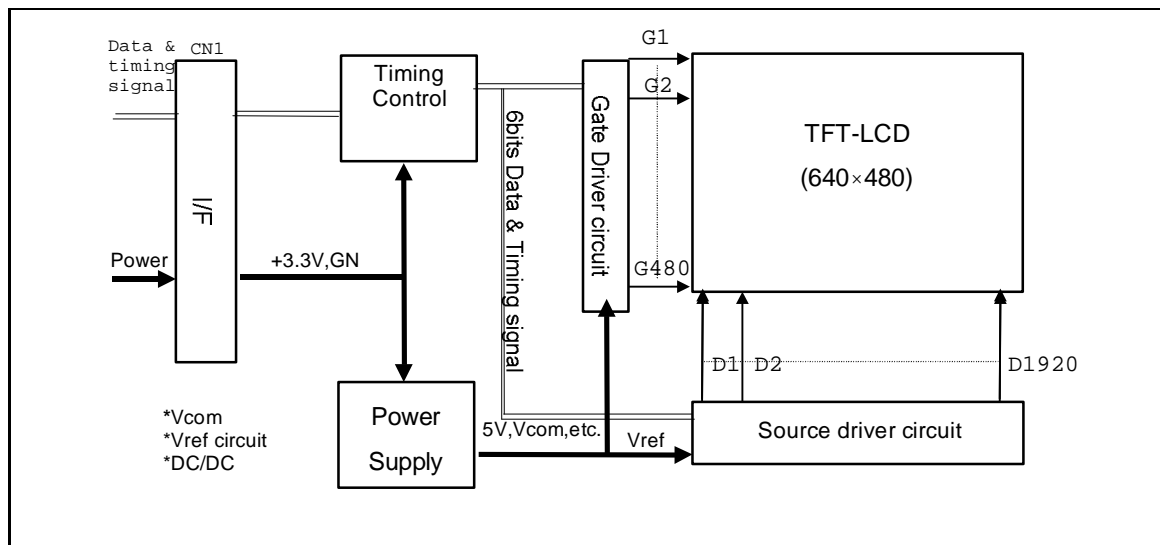 Data &
timing
signal
CN1
I/F
Power
+3.3V,GN
Timing
Control
6bits Data & Timing signal
Gate Driver circuit
G1
G2
G480
TFT-LCD
(640×480)
D1
D2
D1920
*Vcom
*Vref circuit
*DC/DC
Power
Supply
5V,Vcom,etc.
Vref
Source driver circuit